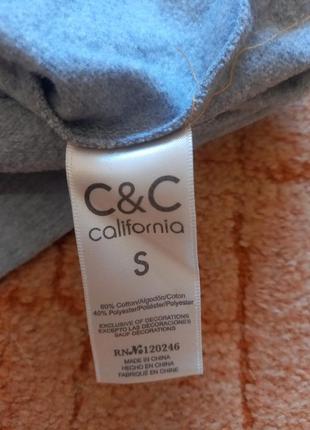 C&C
california
S
60% Cotton/Algodón/Coton
40% Polyester/Poliéster/Polyester
EXCLUSIVE OF DECORATIONS
EXCEPTO LAS DECORACIONES
SAUF DÉCORATIONS
RN№120246
MADE IN CHINA
HECHO EN CHINA
FABRIQUÉ EN CHINE